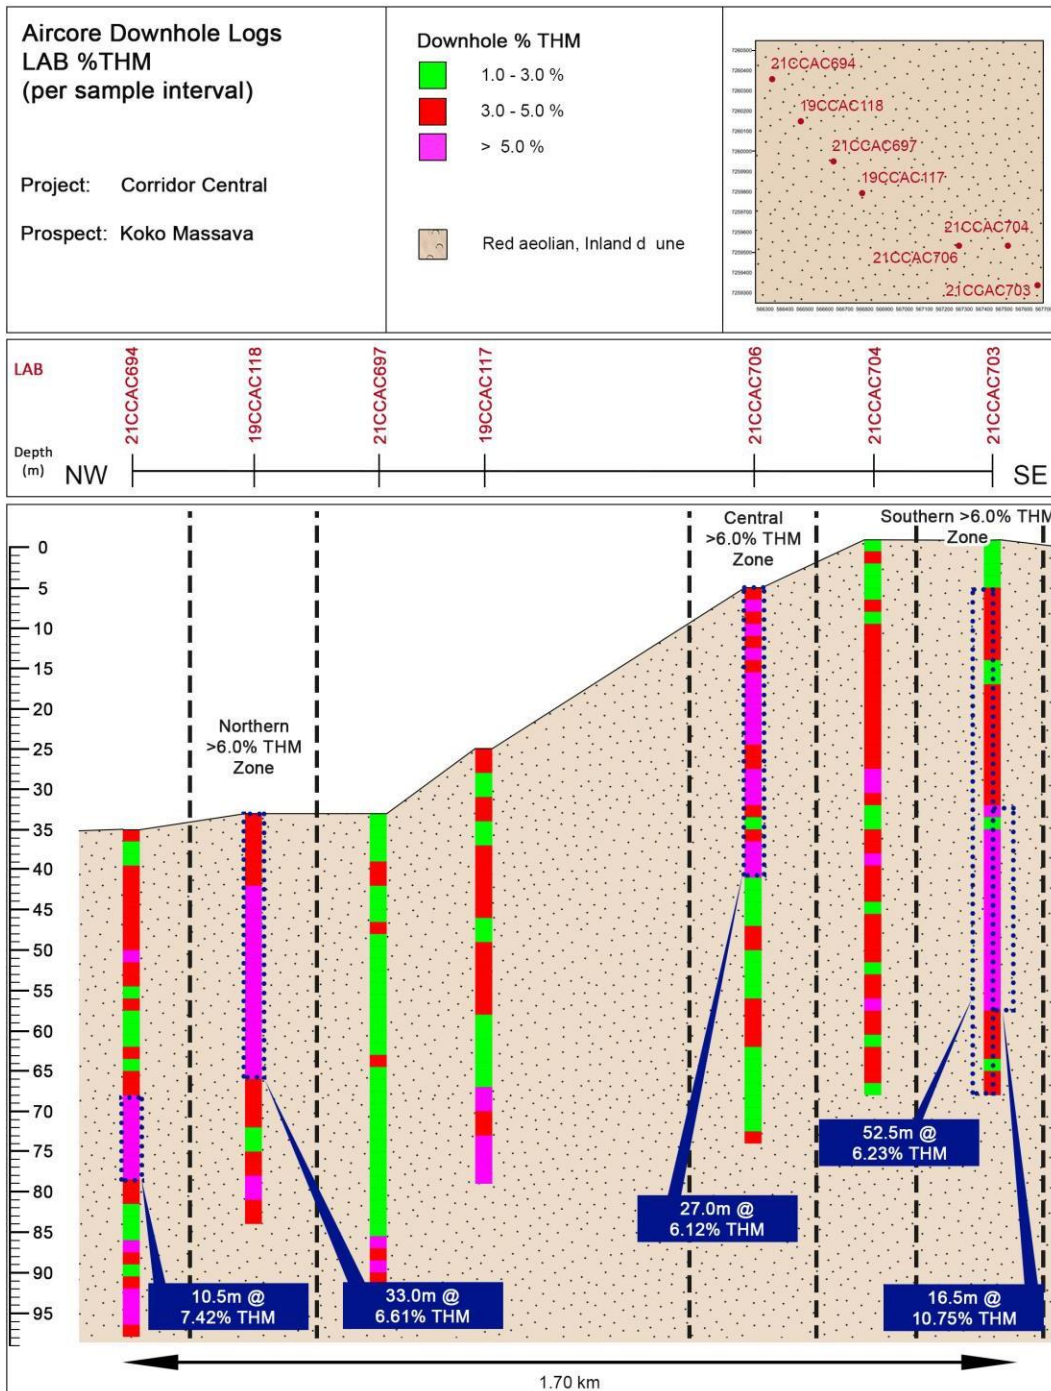 Aircore Downhole Logs
LAB %THM
(per sample interval)
Project: Corridor Central
Prospect: Koko Massava
Downhole % THM
1.0 - 3.0 %
3.0 - 5.0 %
> 5.0 %
Red aeolian, Inland d une
21CCAC694
19CCAC118
21CCAC697
19CCAC117
21CCAC704
21CCAC706
21CCAC703
LAB
21CCAC694
19CCAC118
21CCAC697
19CCAC117
21CCAC706
21CCAC704
21CCAC703
Depth
(m)
NW
SE
Northern
>6.0% THM
Zone
Central
>6.0% THM
Zone
Southern >6.0% THM
Zone
0
5
10
15
20
25
30
35
40
45
50
55
60
65
70
75
80
85
90
95
10.5m @
7.42% THM
33.0m @
6.61% THM
27.0m @
6.12% THM
52.5m @
6.23% THM
16.5m @
10.75% THM
1.70 km